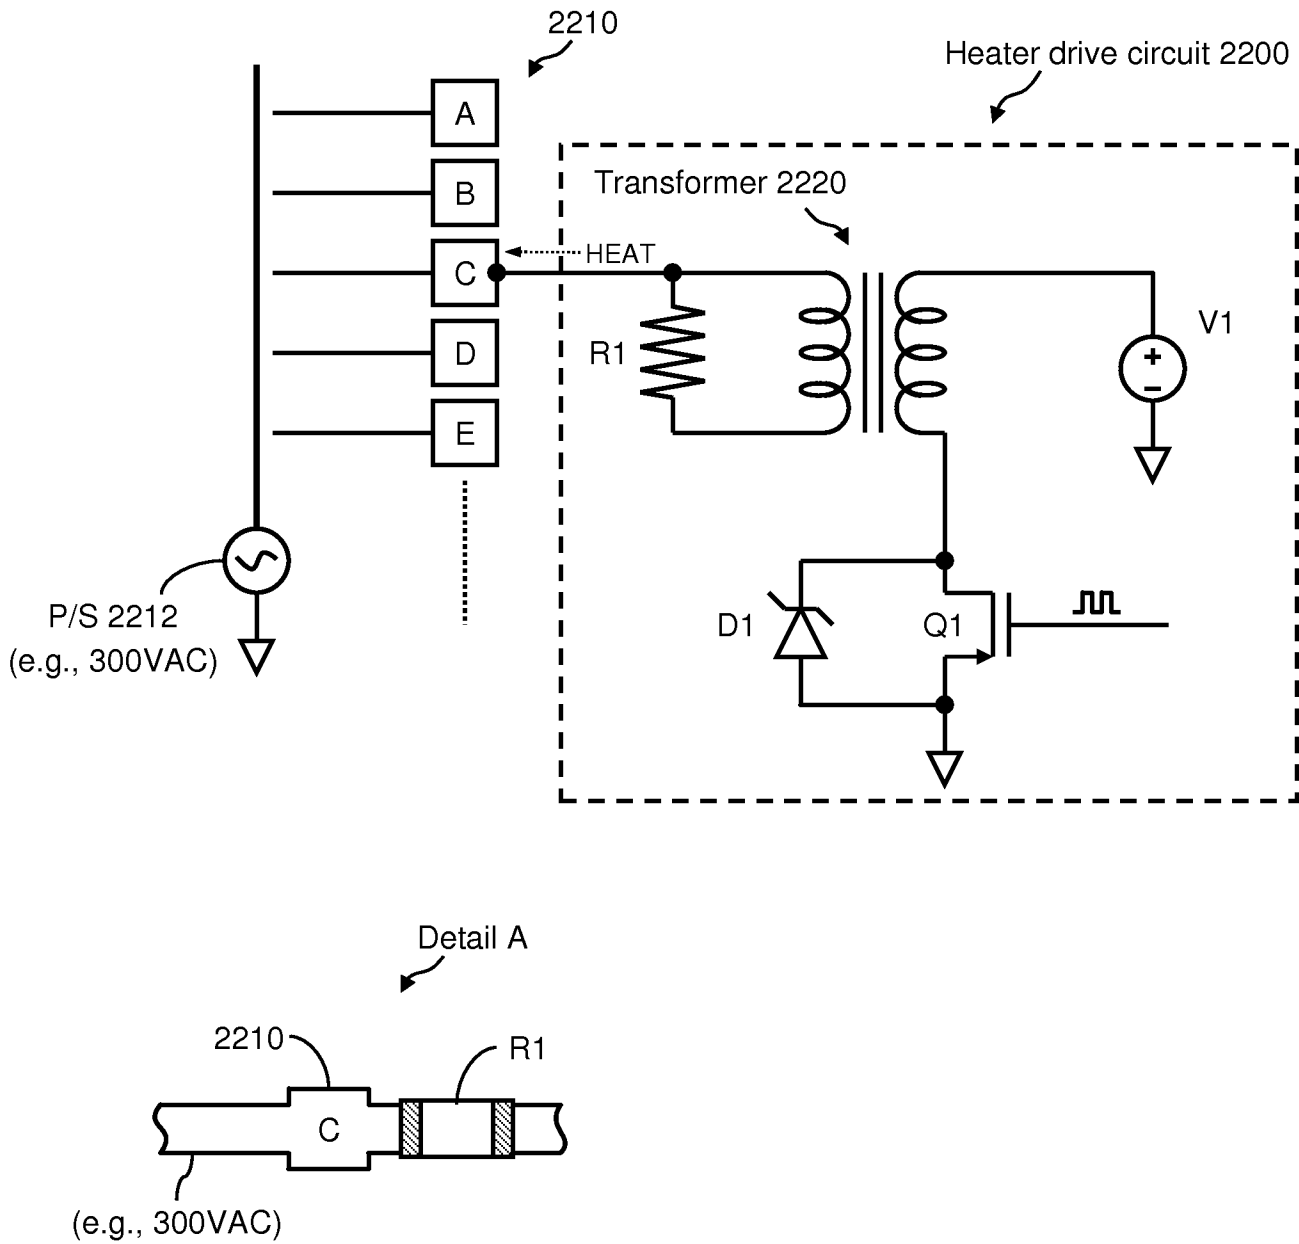 2210
Heater drive circuit 2200
A
B
C
D
E
Transformer 2220
HEAT
R1
V1
+
−
P/S 2212
(e.g., 300VAC)
D1
Q1
Detail A
2210
R1
C
(e.g., 300VAC)